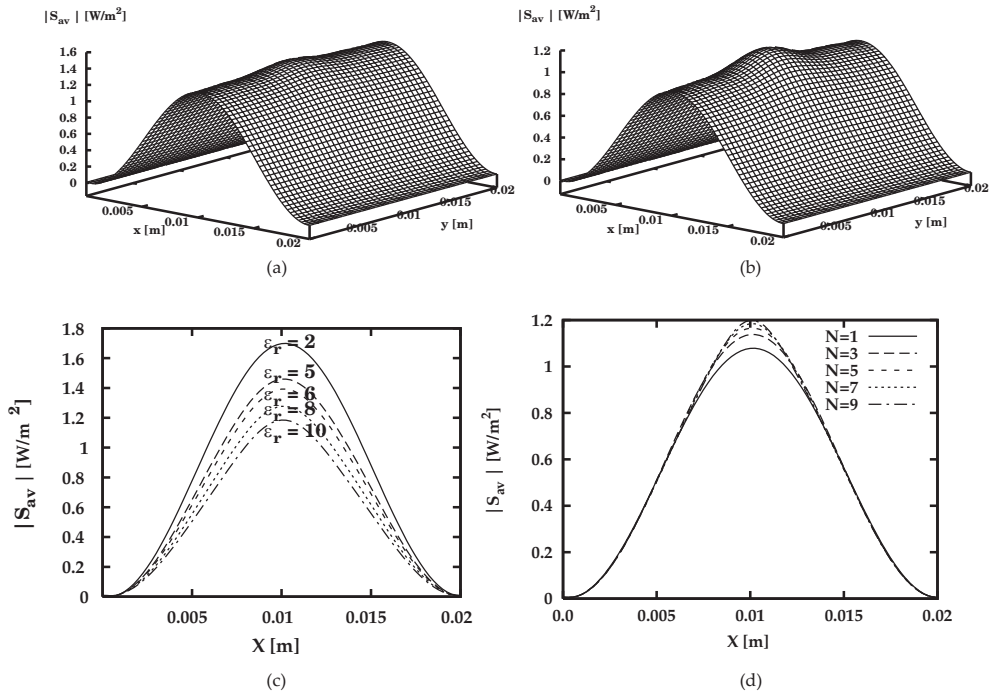 |S_av | [W/m²]
1.6
1.4
1.2
1
0.8
0.6
0.4
0.2
0
0.005
0.01
0.015
0.02
x [m]
0.005
0.01
0.015
0.02
y [m]
(a)
|S_av | [W/m²]
1.2
1
0.8
0.6
0.4
0.2
0
0.005
0.01
0.015
0.02
x [m]
0.005
0.01
0.015
0.02
y [m]
(b)
1.8
1.6
1.4
1.2
1
0.8
0.6
0.4
0.2
0
|S_av | [W/m ²]
ε_r = 2
ε_r = 5
ε_r = 6
ε_r = 8
ε_r = 10
0.005
0.01
0.015
0.02
X [m]
(c)
1.2
1
0.8
0.6
0.4
0.2
0
|S_av | [W/m ²]
N=1
N=3
N=5
N=7
N=9
0.0
0.005
0.01
0.015
0.02
X [m]
(d)